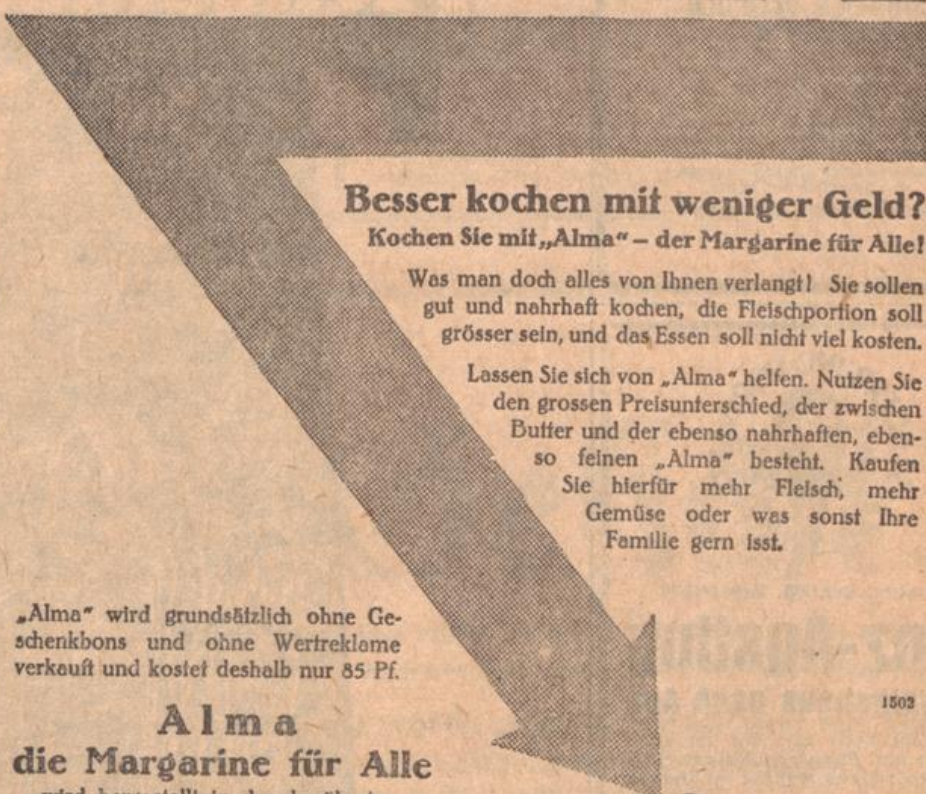 Besser kochen mit weniger Geld?
Kochen Sie mit „Alma“ – der Margarine für Alle!
Was man doch alles von Ihnen verlangt! Sie sollen
gut und nahrhaft kochen, die Fleischportion soll
grösser sein, und das Essen soll nicht viel kosten.
Lassen Sie sich von „Alma“ helfen. Nutzen Sie
den grossen Preisunterschied, der zwischen
Butter und der ebenso nahrhaften, eben-
so feinen „Alma“ besteht. Kaufen
Sie hierfür mehr Fleisch, mehr
Gemüse oder was sonst Ihre
Familie gern isst.
„Alma“ wird grundsätzlich ohne Ge-
schenkbons und ohne Wertreklame
verkauft und kostet deshalb nur 85 Pf.
1502
Alma
die Margarine für Alle